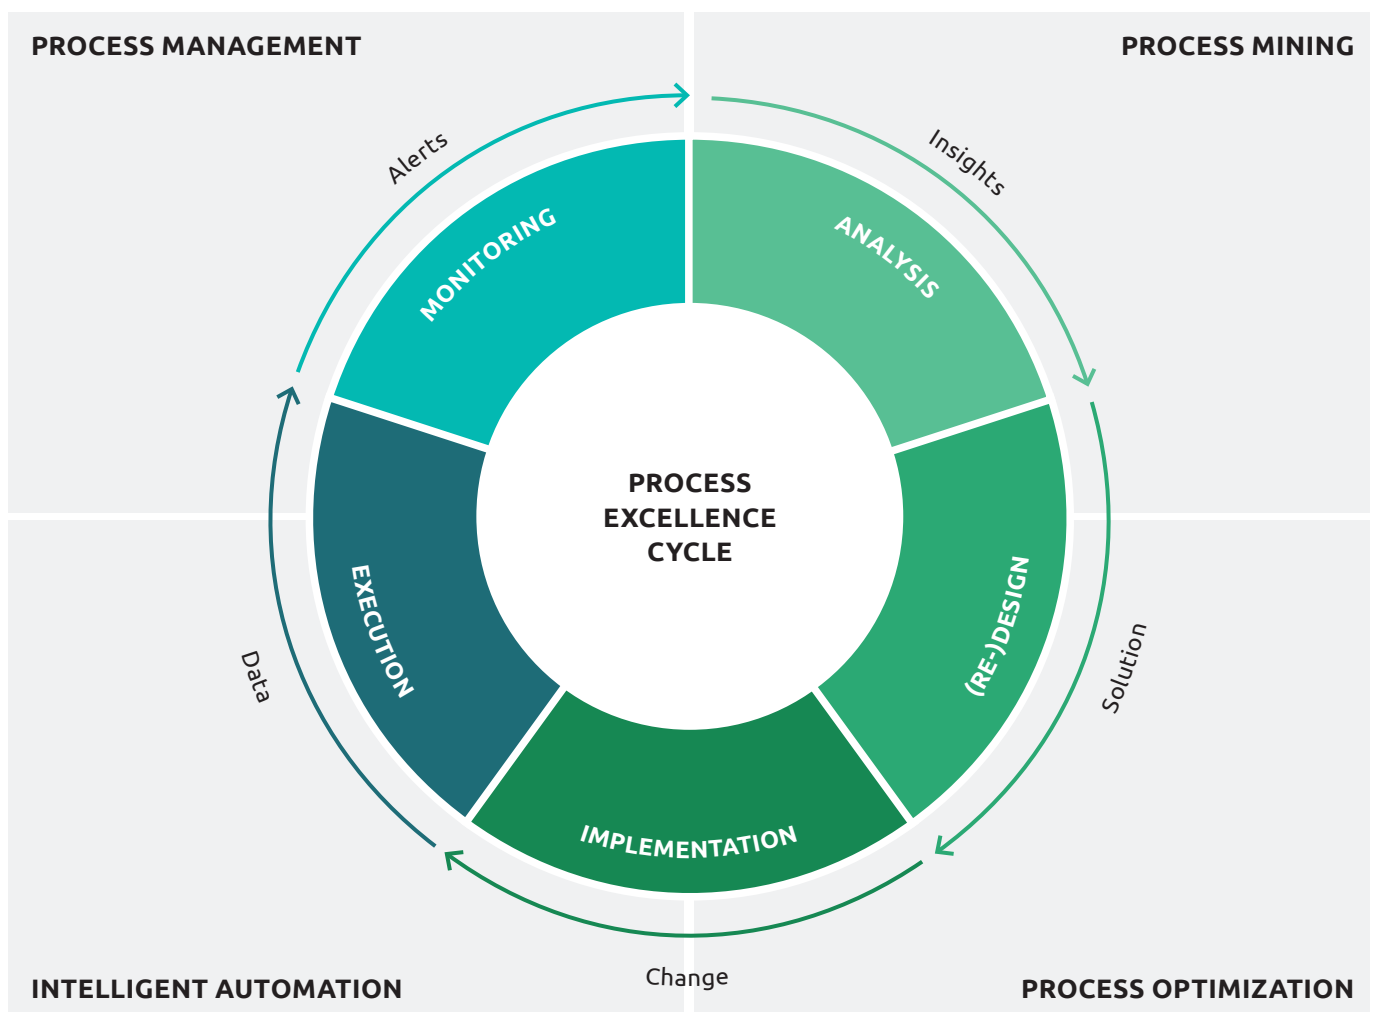 PROCESS MANAGEMENT
PROCESS MINING
Alerts
Insights
MONITORING
ANALYSIS
PROCESS
EXCELLENCE
CYCLE
EXECUTION
(RE-)DESIGN
Data
Solution
IMPLEMENTATION
Change
INTELLIGENT AUTOMATION
PROCESS OPTIMIZATION